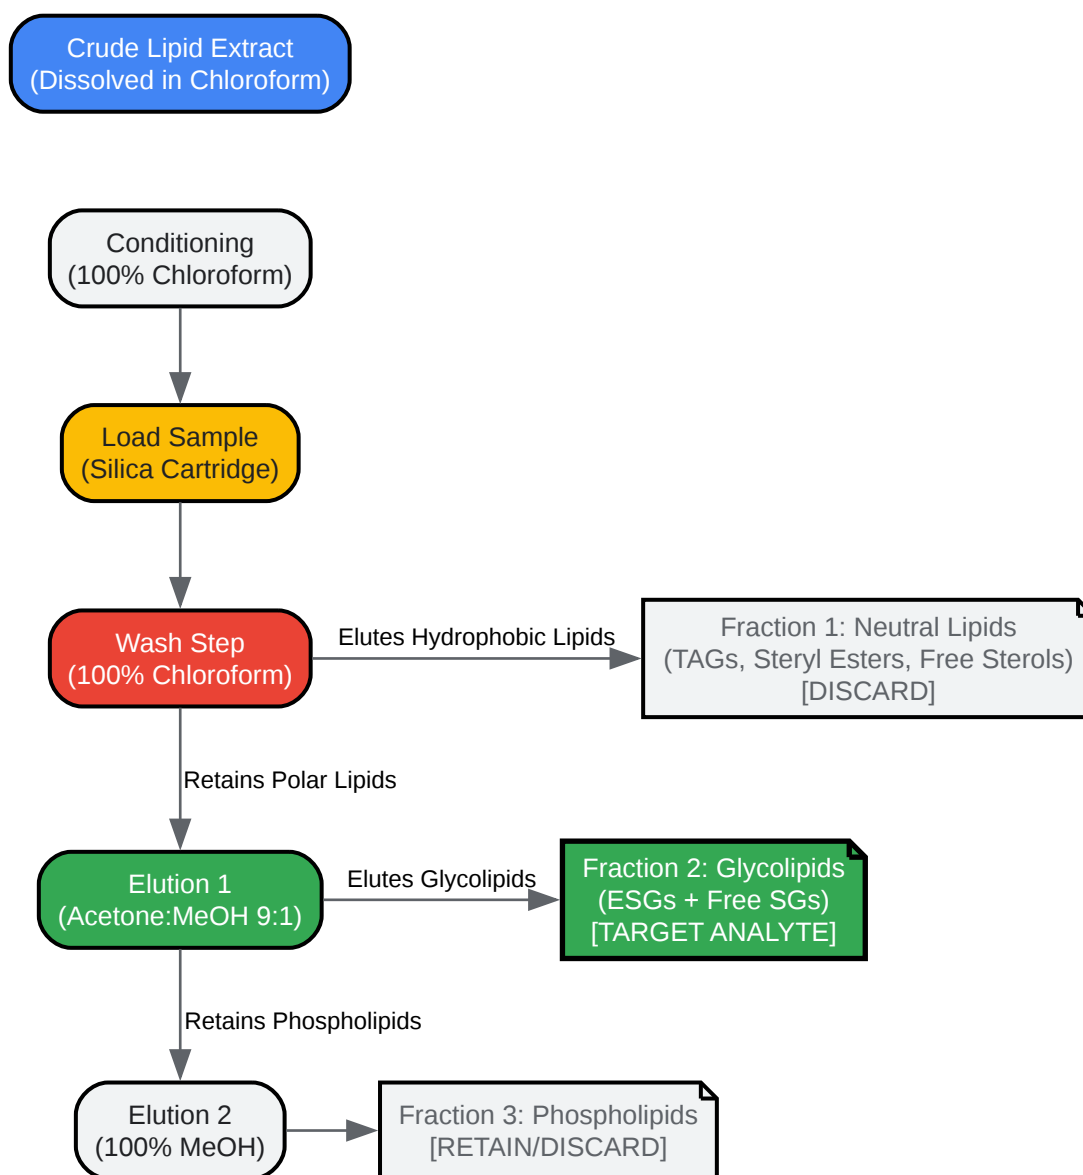 Crude Lipid Extract
(Dissolved in Chloroform)
Conditioning
(100% Chloroform)
Load Sample
(Silica Cartridge)
Wash Step
(100% Chloroform)
Elutes Hydrophobic Lipids
Fraction 1: Neutral Lipids
(TAGs, Steryl Esters, Free Sterols)
[DISCARD]
Retains Polar Lipids
Elution 1
(Acetone:MeOH 9:1)
Elutes Glycolipids
Fraction 2: Glycolipids
(ESGs + Free SGs)
[TARGET ANALYTE]
Retains Phospholipids
Elution 2
(100% MeOH)
Fraction 3: Phospholipids
[RETAIN/DISCARD]